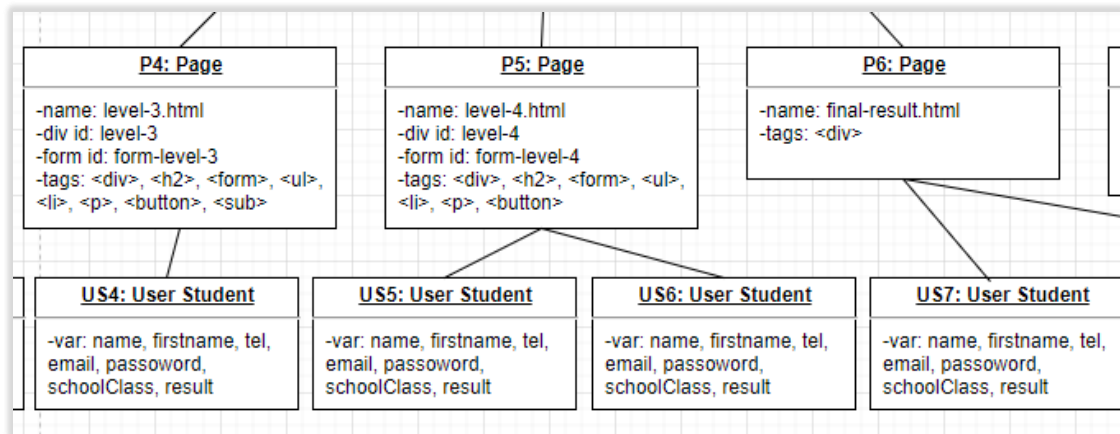 P4: Page
-name: level-3.html
-div id: level-3
-form id: form-level-3
-tags: <div>, <h2>, <form>, <ul>,
<li>, <p>, <button>, <sub>
P5: Page
-name: level-4.html
-div id: level-4
-form id: form-level-4
-tags: <div>, <h2>, <form>, <ul>,
<li>, <p>, <button>
P6: Page
-name: final-result.html
-tags: <div>
US4: User Student
-var: name, firstname, tel,
email, passoword,
schoolClass, result
US5: User Student
-var: name, firstname, tel,
email, passoword,
schoolClass, result
US6: User Student
-var: name, firstname, tel,
email, passoword,
schoolClass, result
US7: User Student
-var: name, firstname, tel,
email, passoword,
schoolClass, result